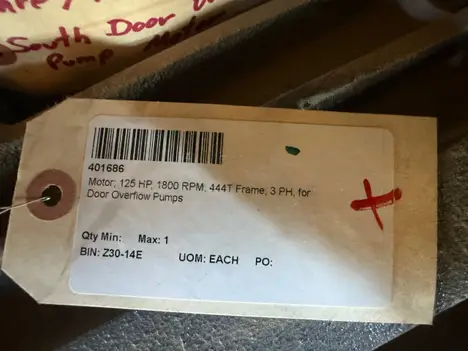 South Door
Pump Motor
401686
Motor, 125 HP, 1800 RPM, 444T Frame, 3 PH, for
Door Overflow Pumps
Qty Min: Max: 1
BIN: Z30-14E UOM: EACH PO: